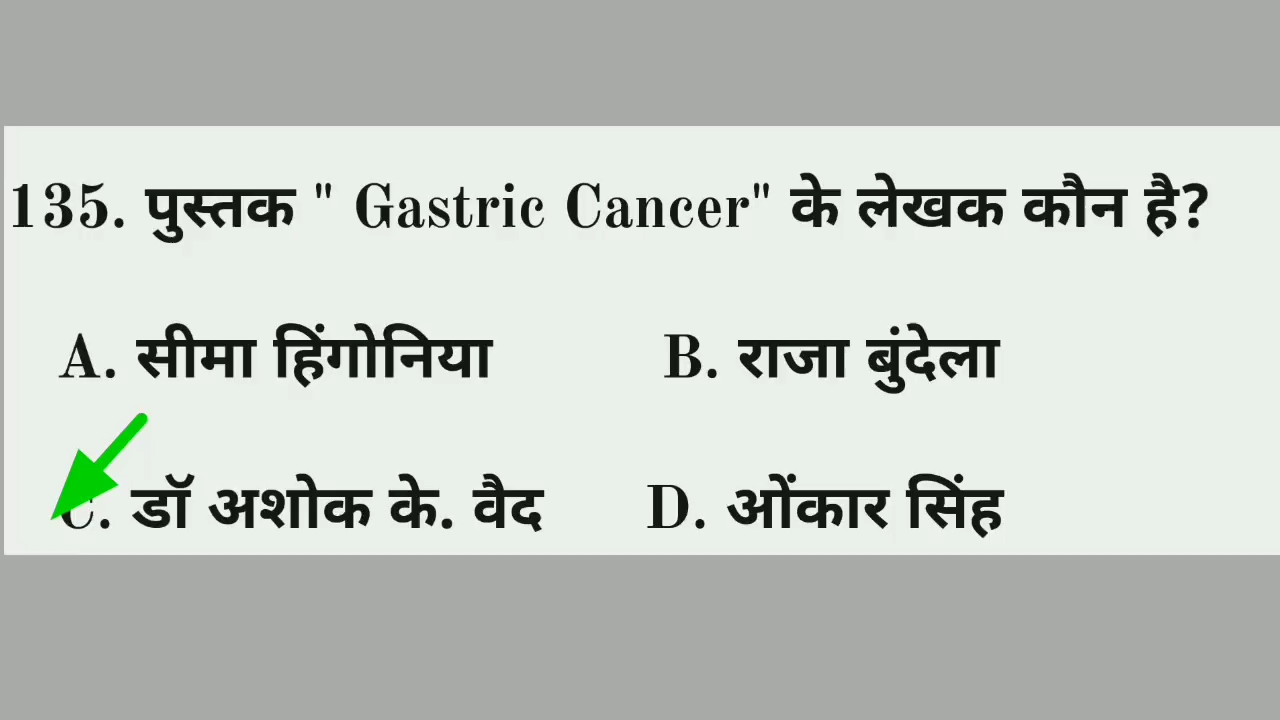 135. पुस्तक " Gastric Cancer" के लेखक कौन है?
A. सीमा हिंगोनिया B. राजा बुंदेला
C. डॉ अशोक के. वैद D. ओंकार सिंह